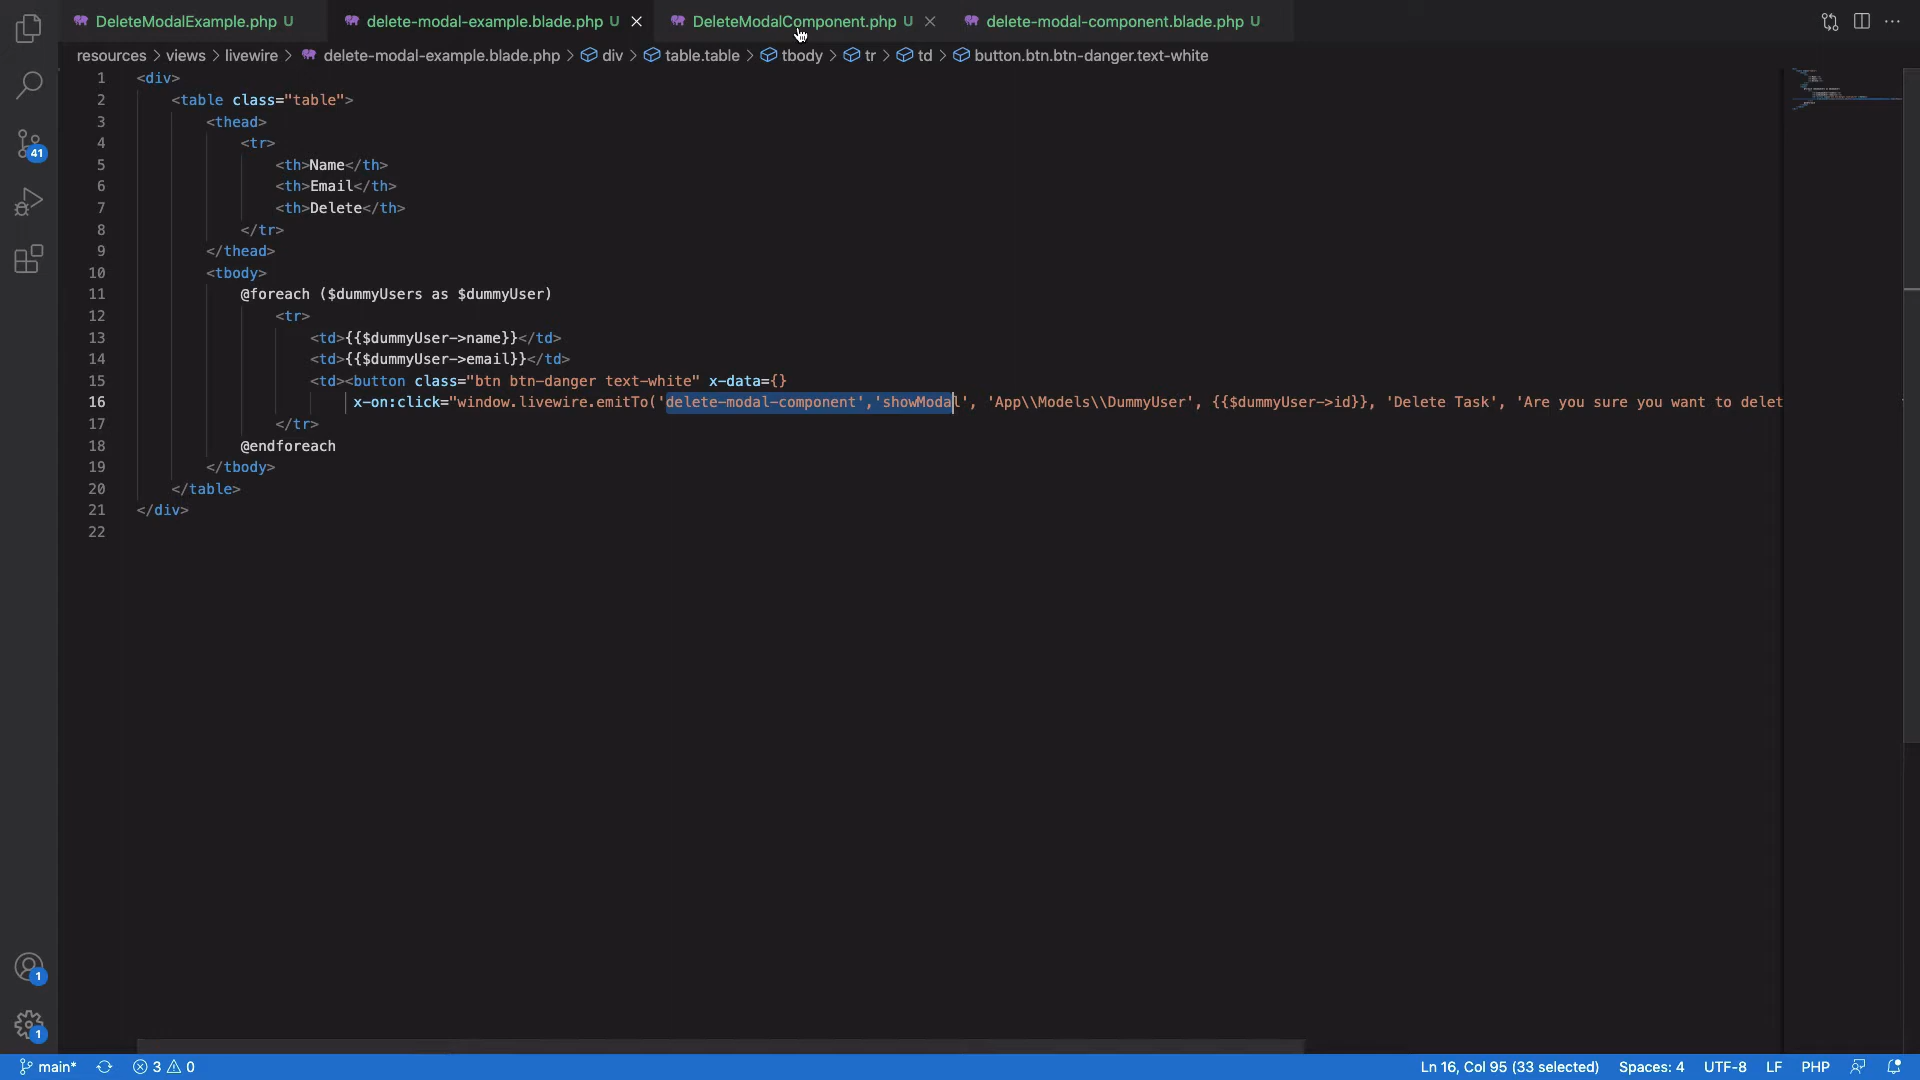 DeleteModalExample.php U
delete-modal-example.blade.php U
DeleteModalComponent.php U
delete-modal-component.blade.php U
resources > views > livewire > delete-modal-example.blade.php > div > table.table > tbody > tr > td > button.btn.btn-danger.text-white
1 <div>
2 <table class="table">
3 <thead>
4 <tr>
5 <th>Name</th>
6 <th>Email</th>
7 <th>Delete</th>
8 </tr>
9 </thead>
10 <tbody>
11 @foreach ($dummyUsers as $dummyUser)
12 <tr>
13 <td>{{$dummyUser->name}}</td>
14 <td>{{$dummyUser->email}}</td>
15 <td><button class="btn btn-danger text-white" x-data={}
16 x-on:click="window.livewire.emitTo('delete-modal-component','showModal', 'App\\Models\\DummyUser', {{$dummyUser->id}}, 'Delete Task', 'Are you sure you want to delet
17 </tr>
18 @endforeach
19 </tbody>
20 </table>
21 </div>
22
41
1
1
main* 3 0 Ln 16, Col 95 (33 selected) Spaces: 4 UTF-8 LF PHP